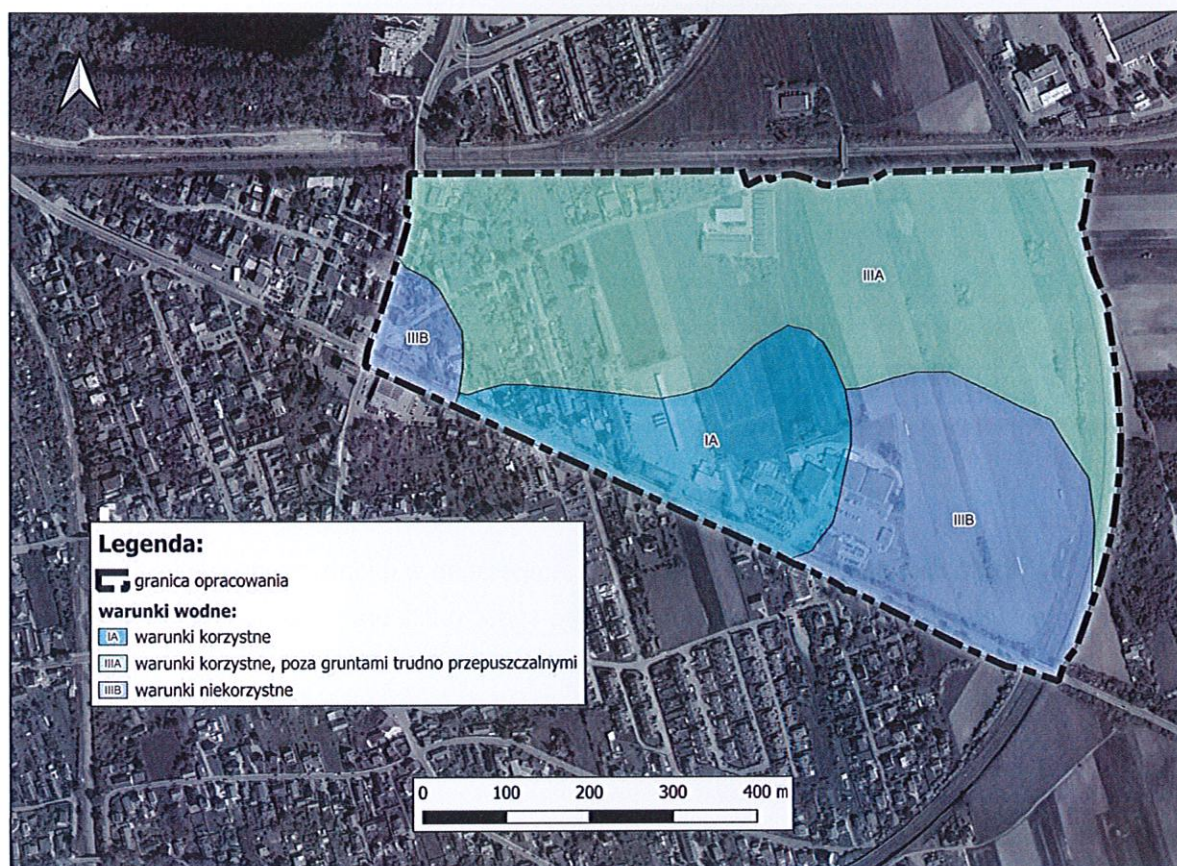 IIIA
IIIB
IA
IIIB
Legenda:
granica opracowania
warunki wodne:
IA warunki korzystne
IIIA warunki korzystne, poza gruntami trudno przepuszczalnymi
IIIB warunki niekorzystne
0 100 200 300 400 m